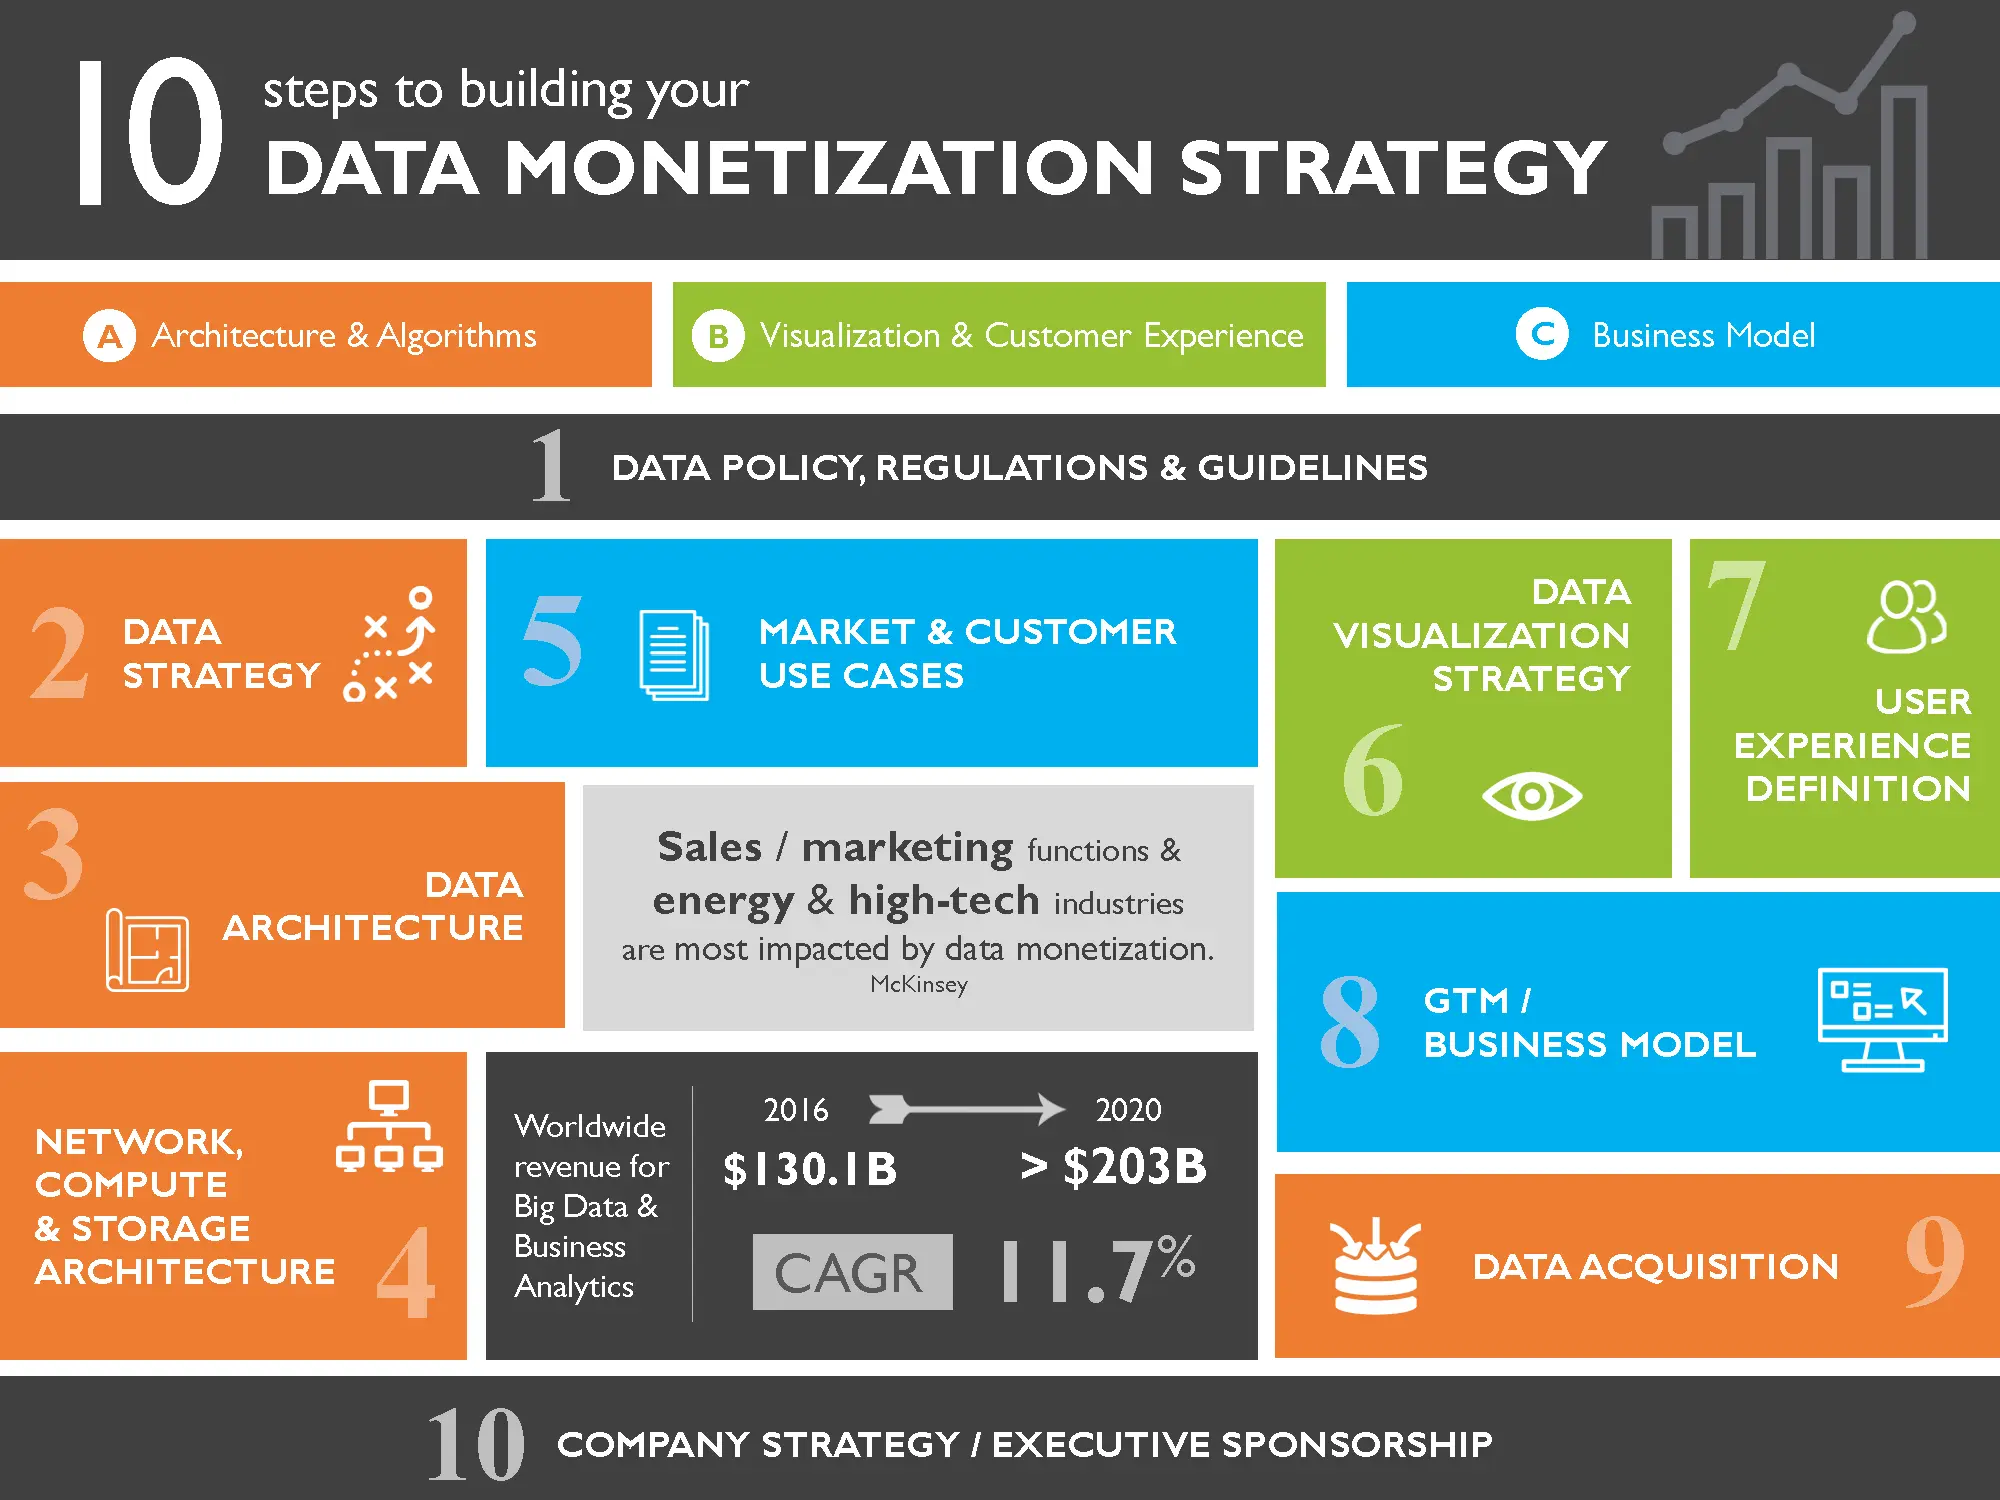 10
steps to building your
DATA MONETIZATION STRATEGY
A Architecture & Algorithms
B Visualization & Customer Experience
C Business Model
1 DATA POLICY, REGULATIONS & GUIDELINES
2
DATA
STRATEGY
3
DATA
ARCHITECTURE
NETWORK,
COMPUTE
& STORAGE
ARCHITECTURE
4
5
MARKET & CUSTOMER
USE CASES
Sales / marketing functions &
energy & high-tech industries
are most impacted by data monetization.
McKinsey
Worldwide
revenue for
Big Data &
Business
Analytics
2016 2020
$130.1B > $203B
CAGR 11.7%
DATA
VISUALIZATION
STRATEGY
6
7
USER
EXPERIENCE
DEFINITION
8
GTM /
BUSINESS MODEL
DATA ACQUISITION 9
10 COMPANY STRATEGY / EXECUTIVE SPONSORSHIP